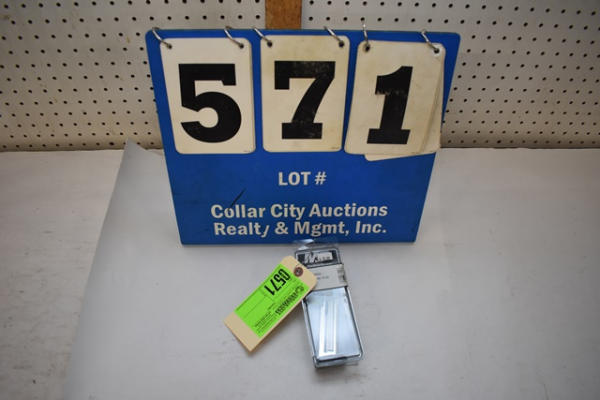 571
LOT #
Collar City Auctions
Realty & Mgmt, Inc.
0571